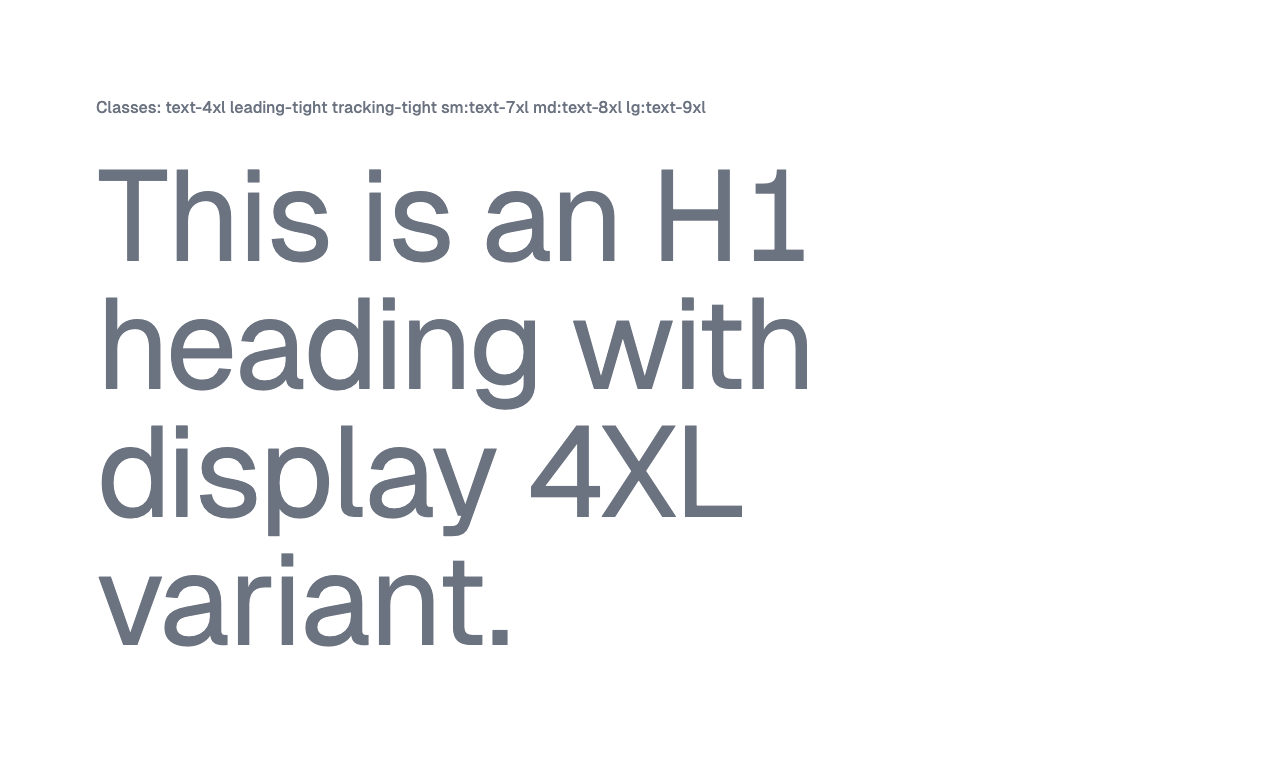 Classes: text-4xl leading-tight tracking-tight sm:text-7xl md:text-8xl lg:text-9xl
This is an H1
heading with
display 4XL
variant.